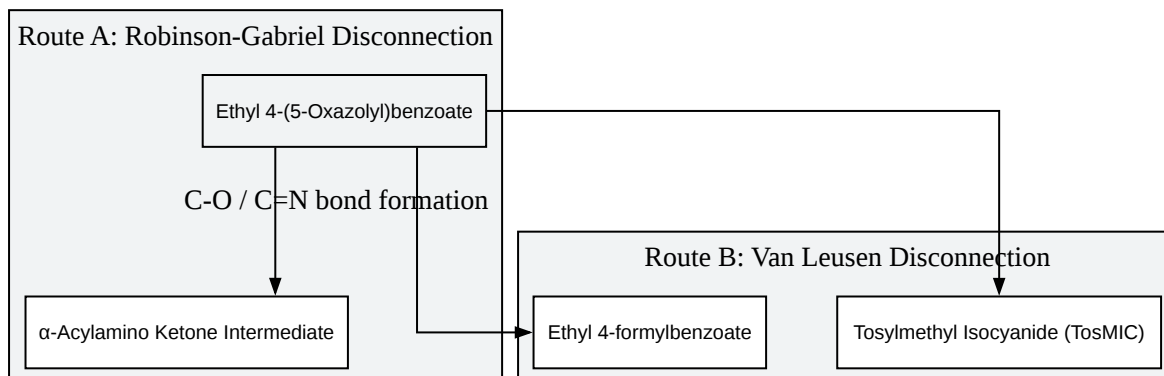 Route A: Robinson-Gabriel Disconnection
Ethyl 4-(5-Oxazolyl)benzoate
C-O / C=N bond formation
Route B: Van Leusen Disconnection
α-Acylamino Ketone Intermediate
Ethyl 4-formylbenzoate
Tosylmethyl Isocyanide (TosMIC)